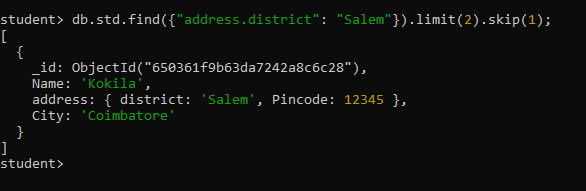 student> db.std.find({"address.district": "Salem"}).limit(2).skip(1);
[
  {
    _id: ObjectId("650361f9b63da7242a8c6c28"),
    Name: 'Kokila',
    address: { district: 'Salem', Pincode: 12345 },
    City: 'Coimbatore'
  }
]
student>